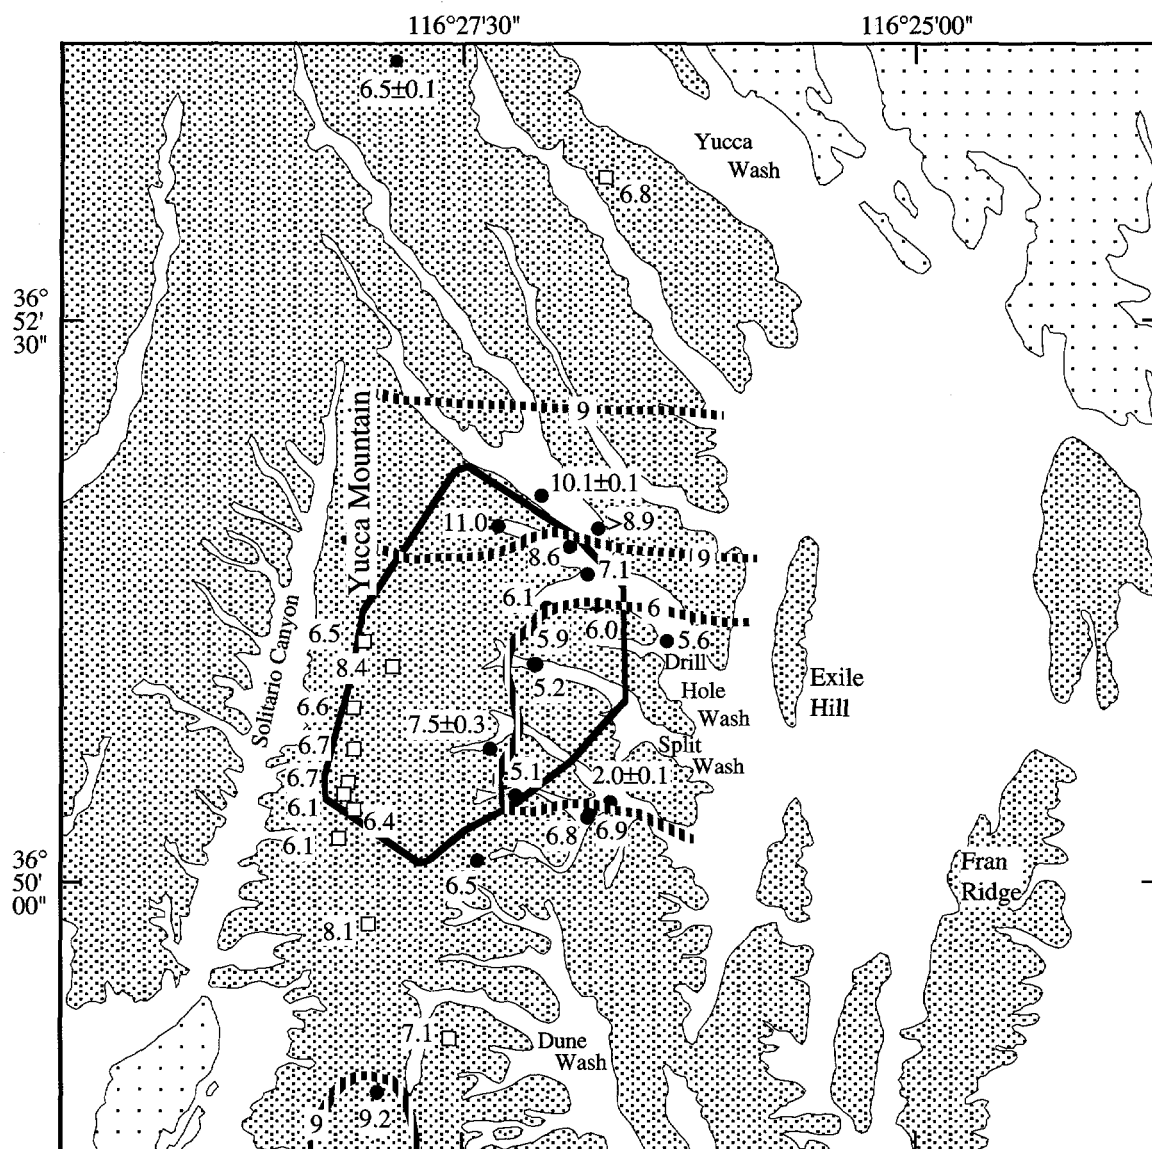 116°27'30"
116°25'00"
6.5±0.1
Yucca
Wash
6.8
36°
52'
30"
9
Yucca Mountain
10.1±0.1
11.0
>8.9
8.6
9
7.1
6.1
6
6.0
6.5
5.9
5.6
8.4
Drill
Hole
Wash
5.2
Exile
Hill
Solitario Canyon
6.6
7.5±0.3
6.7
Split
Wash
6.7
5.1
2.0±0.1
6.1
6.4
6.8
6.9
6.1
36°
50'
00"
6.5
Fran
Ridge
8.1
7.1
Dune
Wash
9
9.2